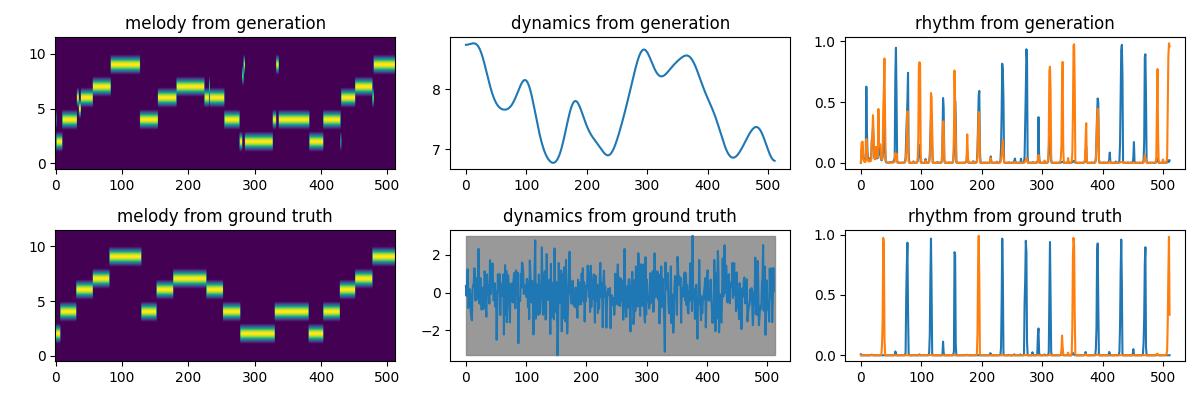 melody from generation
dynamics from generation
rhythm from generation
10
5
0
0 100 200 300 400 500
8
7
0 100 200 300 400 500
1.0
0.5
0.0
0 100 200 300 400 500
melody from ground truth
dynamics from ground truth
rhythm from ground truth
10
5
0
0 100 200 300 400 500
2
0
−2
0 100 200 300 400 500
1.0
0.5
0.0
0 100 200 300 400 500